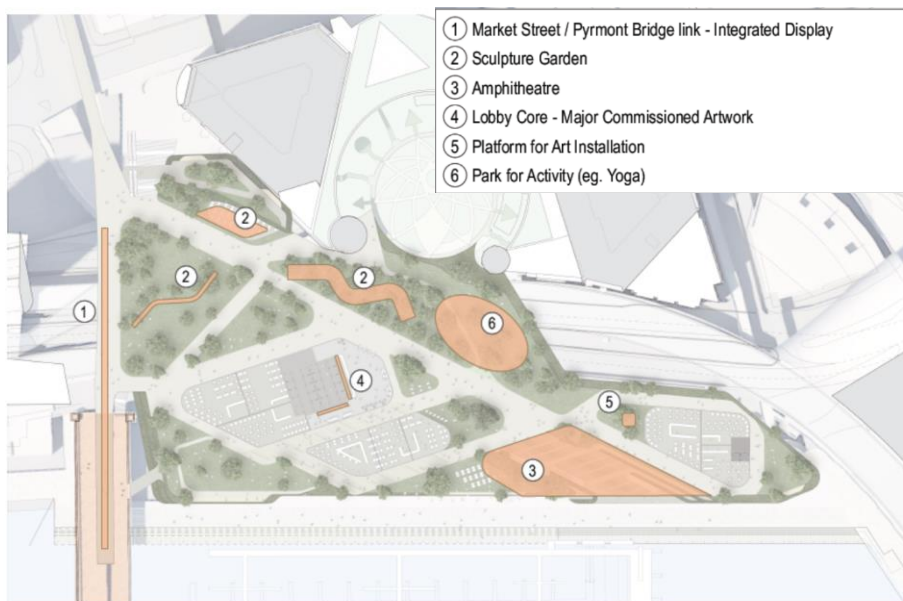 1 Market Street / Pyrmont Bridge link - Integrated Display
2 Sculpture Garden
3 Amphitheatre
4 Lobby Core - Major Commissioned Artwork
5 Platform for Art Installation
6 Park for Activity (eg. Yoga)
2
2
2
1
6
4
5
3